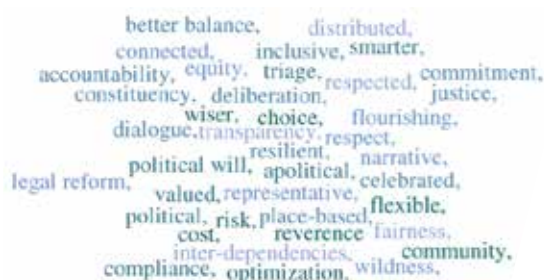 better balance, distributed,
connected, inclusive, smarter,
accountability, equity, triage, respected, commitment,
constituency, deliberation, justice,
wiser, choice, flourishing,
dialogue, transparency, respect,
resilient, narrative,
political will, apolitical, celebrated,
legal reform,
valued, representative, flexible,
political, risk, place-based,
cost, reverence fairness,
inter-dependencies, community,
compliance, optimization, wildness,